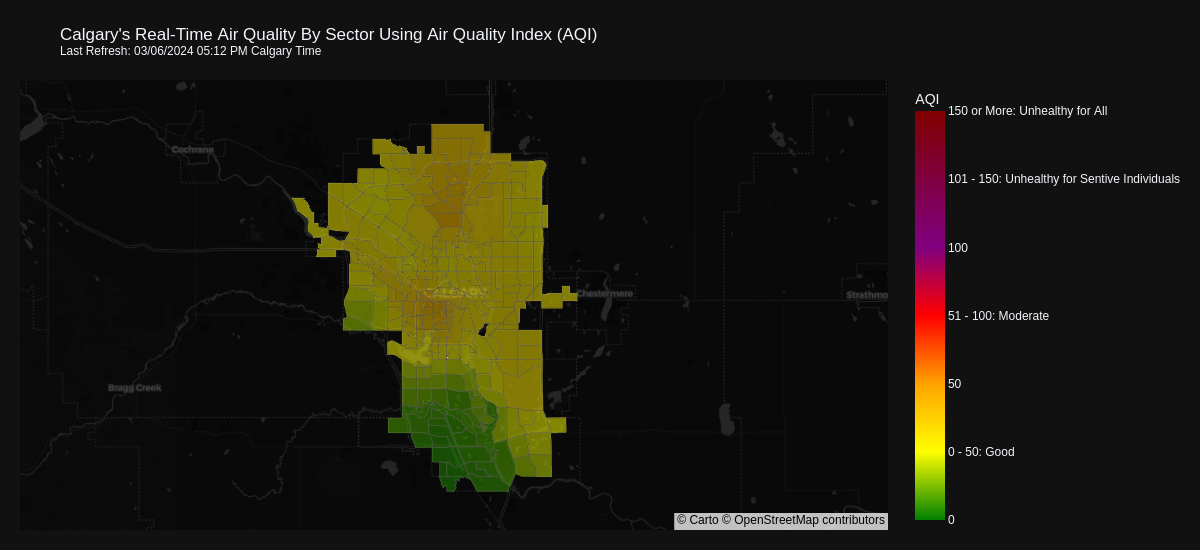 Calgary's Real-Time Air Quality By Sector Using Air Quality Index (AQI)
Last Refresh: 03/06/2024 05:12 PM Calgary Time
AQI
150 or More: Unhealthy for All
101 - 150: Unhealthy for Sentive Individuals
100
51 - 100: Moderate
50
0 - 50: Good
0
Cochrane
Chestermere
Strathmo
Bragg Creek
© Carto © OpenStreetMap contributors